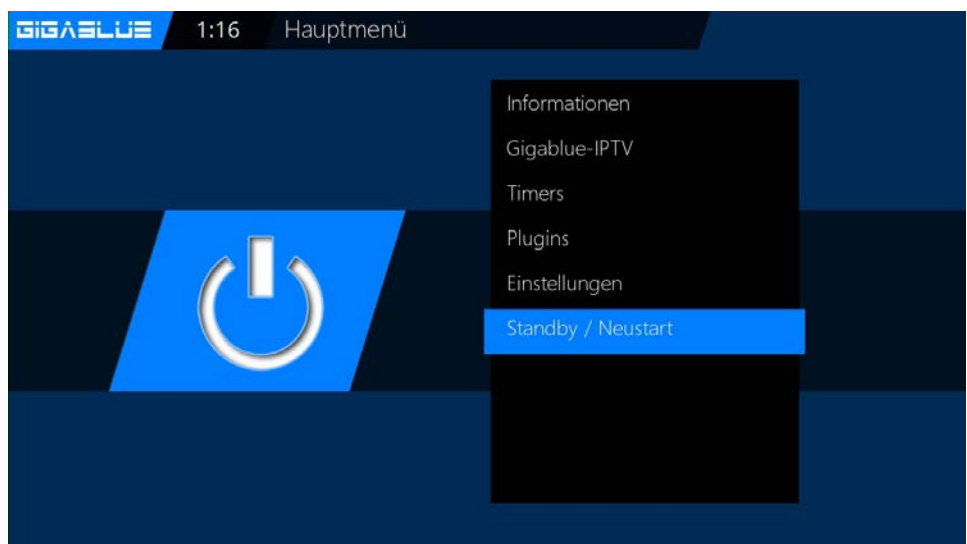 GIGABLUE 1:16 Hauptmenü
Informationen
Gigablue-IPTV
Timers
Plugins
Einstellungen
Standby / Neustart